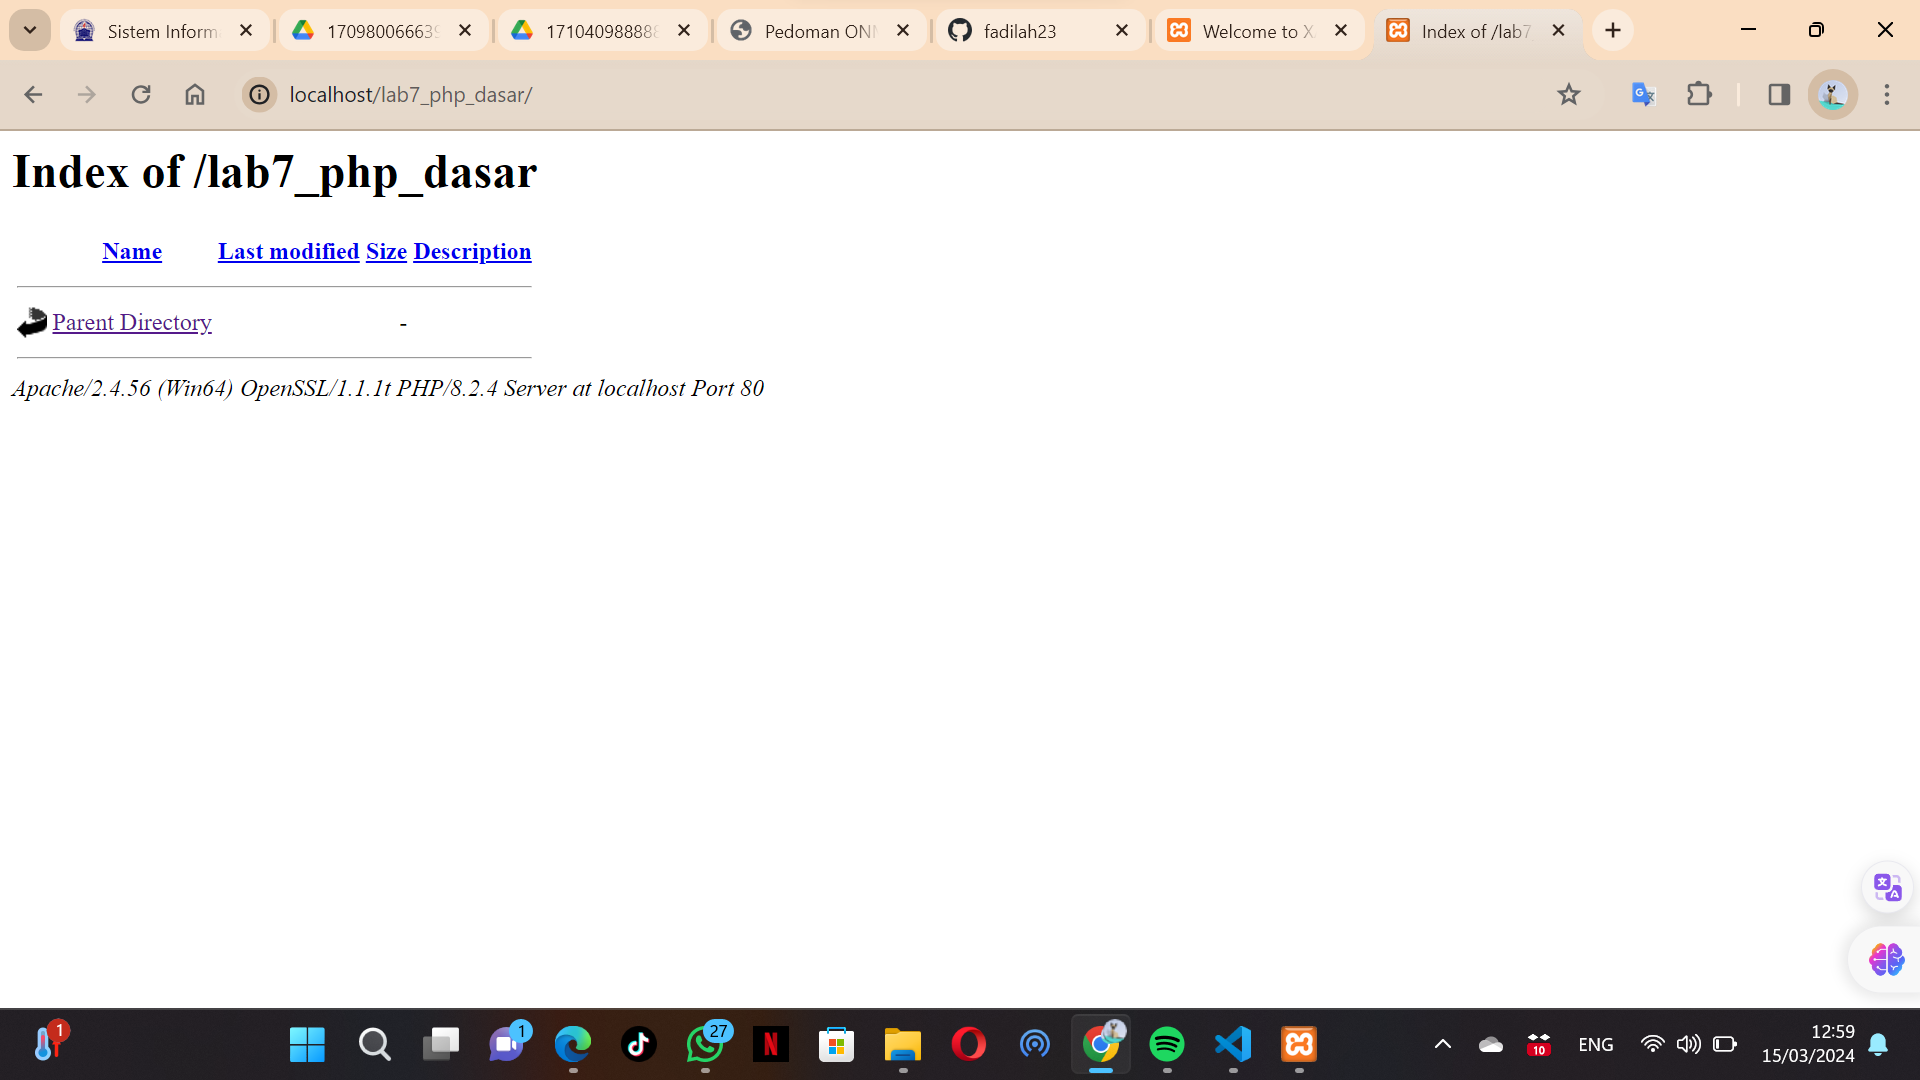 Sistem Inform
17098006663
17104098888
Pedoman ON
fadilah23
Welcome to X
Index of /lab7
localhost/lab7_php_dasar/
Index of /lab7_php_dasar
Name Last modified Size Description
Parent Directory -
Apache/2.4.56 (Win64) OpenSSL/1.1.1t PHP/8.2.4 Server at localhost Port 80
1
1
27
N
10
ENG
12:59
15/03/2024